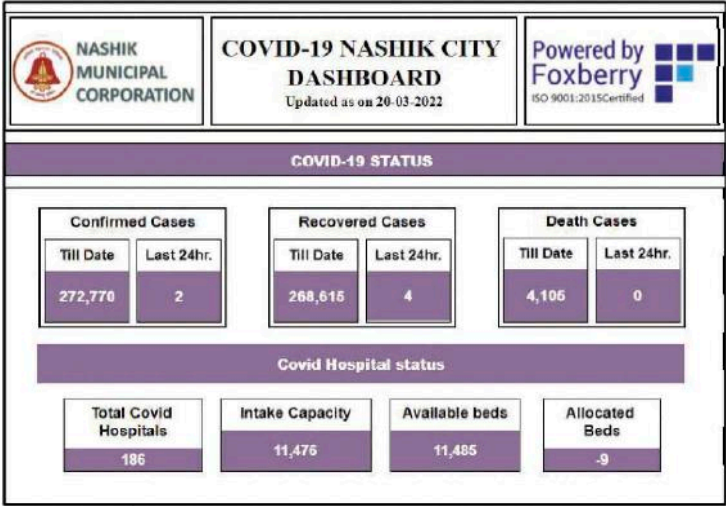 NASHIK
MUNICIPAL
CORPORATION
COVID-19 NASHIK CITY
DASHBOARD
Updated as on 20-03-2022
Powered by
Foxberry
ISO 9001:2015Certified
COVID-19 STATUS
Confirmed Cases
Till Date Last 24hr.
272,770 2
Recovered Cases
Till Date Last 24hr.
268,615 4
Death Cases
Till Date Last 24hr.
4,105 0
Covid Hospital status
Total Covid
Hospitals
186
Intake Capacity
11,476
Available beds
11,485
Allocated
Beds
-9